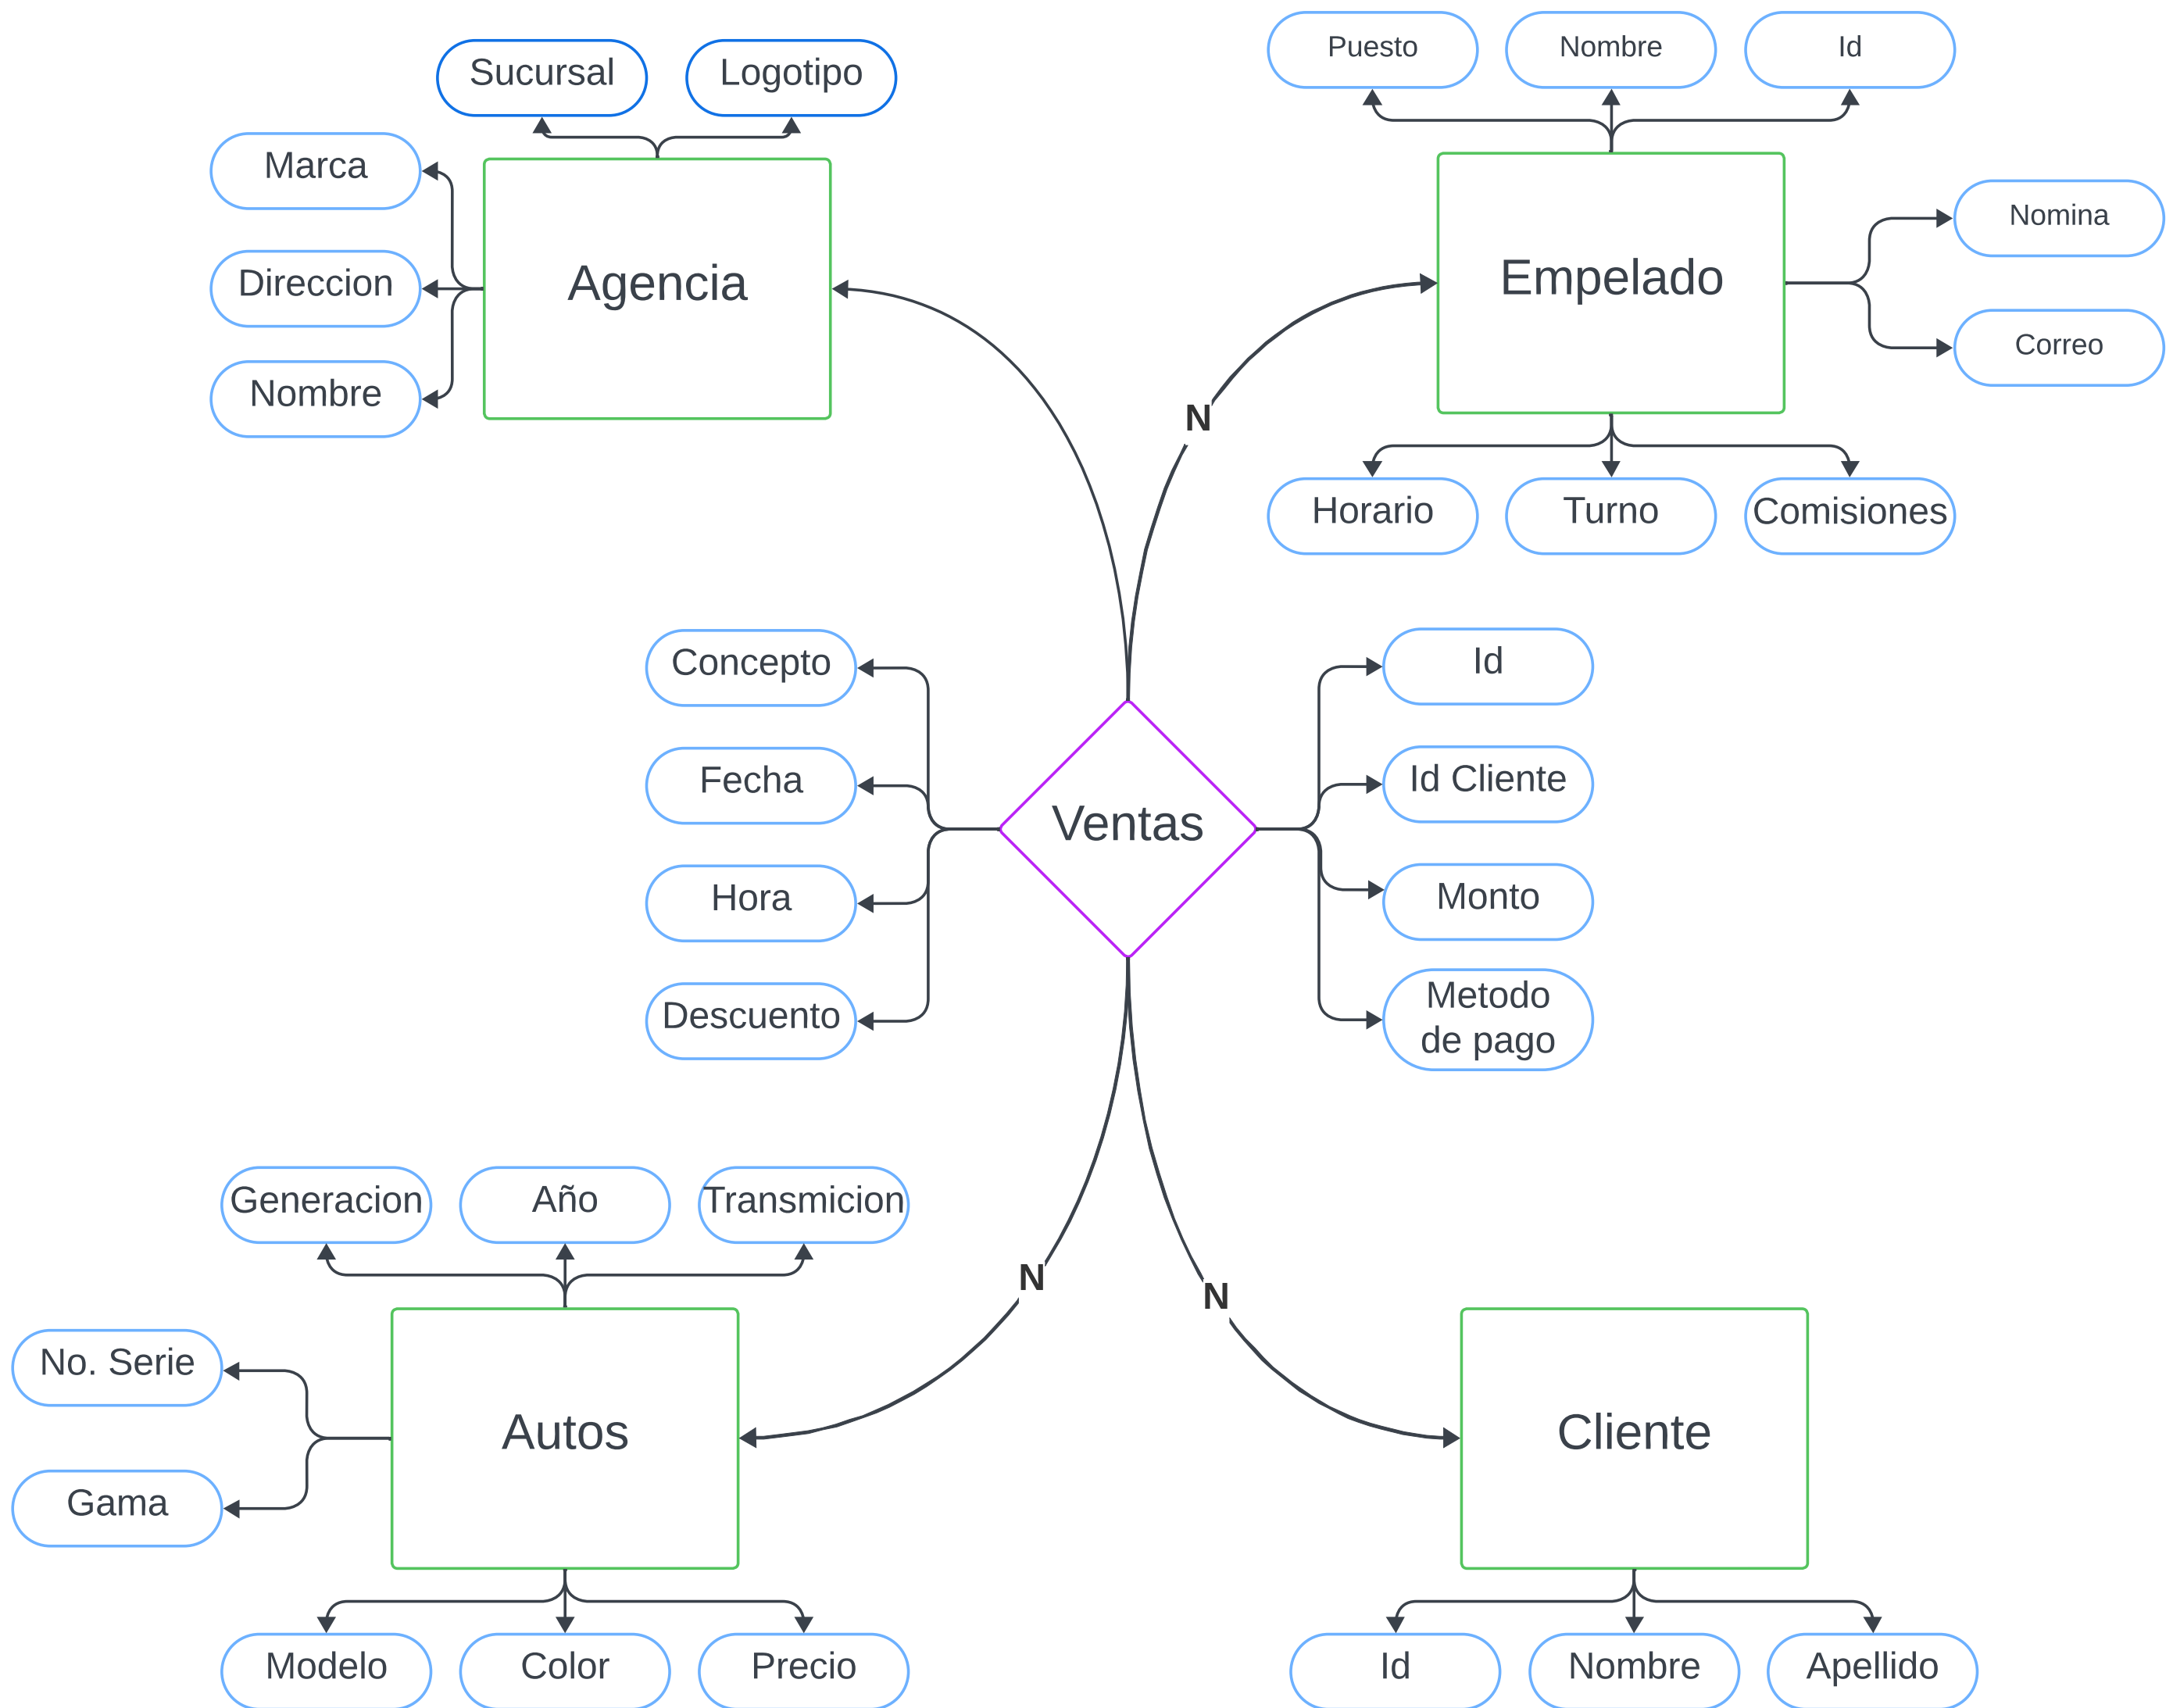 Puesto
Nombre
Id
Sucursal
Logotipo
Marca
Direccion
Nombre
Agencia
Empelado
Nomina
Correo
N
Horario
Turno
Comisiones
Concepto
Fecha
Hora
Descuento
Ventas
Id
Id Cliente
Monto
Metodo
de pago
Generacion
Año
Transmicion
N
N
No. Serie
Gama
Autos
Cliente
Modelo
Color
Precio
Id
Nombre
Apellido